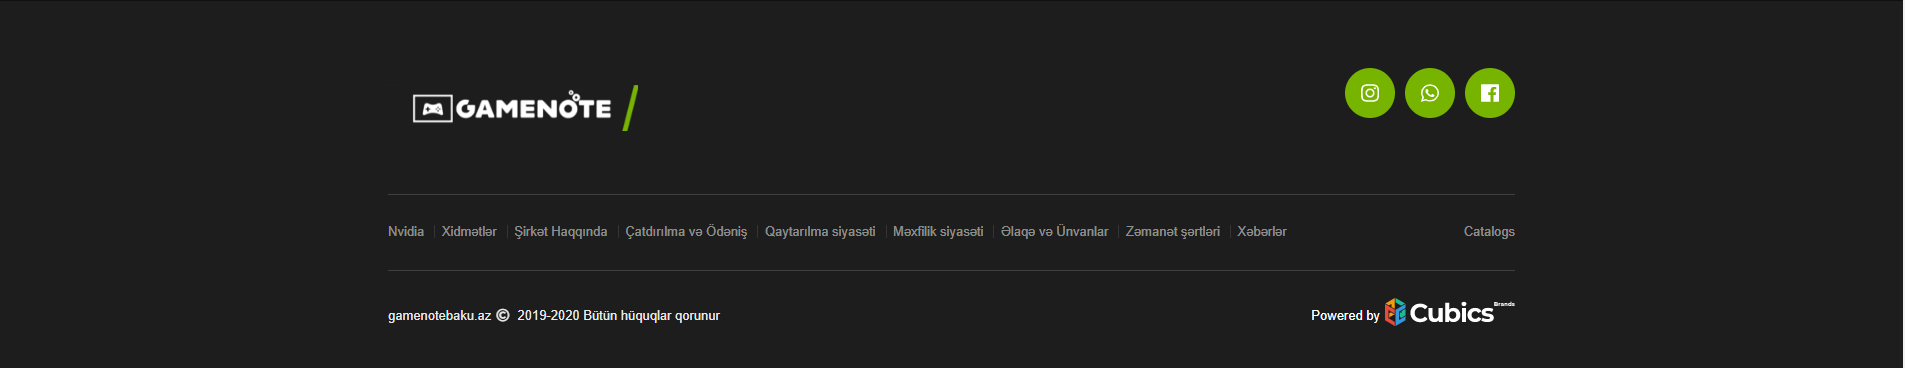 GAMENOTE
Nvidia Xidmətlər Şirkət Haqqında Çatdırılma və Ödəniş Qaytarılma siyasəti Məxfilik siyasəti Əlaqə və Ünvanlar Zəmanət şərtləri Xəbərlər Catalogs
gamenotebaku.az © 2019-2020 Bütün hüquqlar qorunur Powered by Cubics Brands